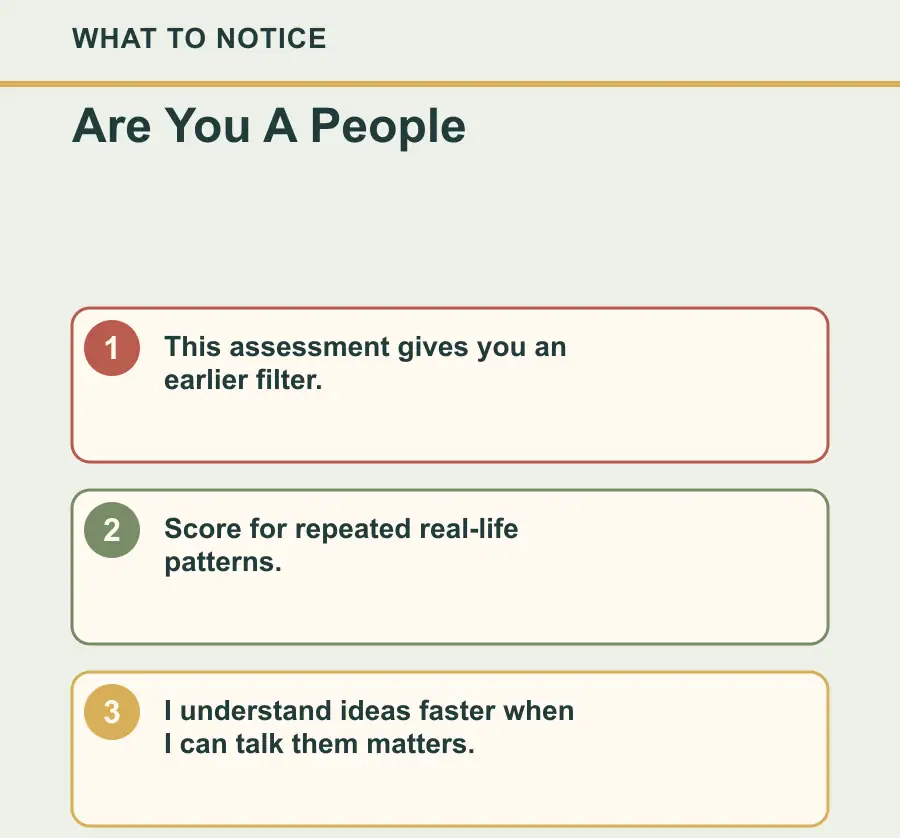 WHAT TO NOTICE
Are You A People
1
This assessment gives you an
earlier filter.
2
Score for repeated real-life
patterns.
3
I understand ideas faster when
I can talk them matters.